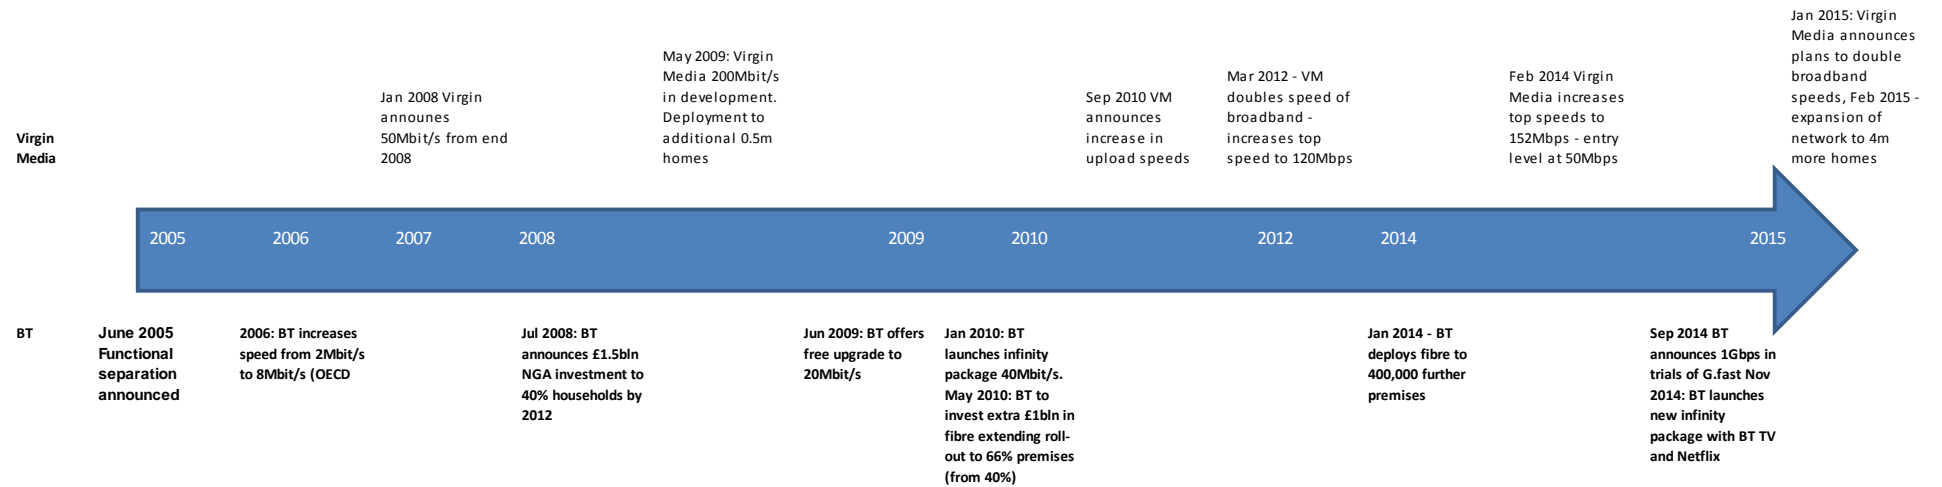 Virgin
Media
Jan 2008 Virgin
announes
50Mbit/s from end
2008
May 2009: Virgin
Media 200Mbit/s
in development.
Deployment to
additional 0.5m
homes
Sep 2010 VM
announces
increase in
upload speeds
Mar 2012 - VM
doubles speed of
broadband -
increases top
speed to 120Mbps
Feb 2014 Virgin
Media increases
top speeds to
152Mbps - entry
level at 50Mbps
Jan 2015: Virgin
Media announces
plans to double
broadband
speeds, Feb 2015 -
expansion of
network to 4m
more homes
2005 2006 2007 2008 2009 2010 2012 2014 2015
BT
June 2005
Functional
separation
announced
2006: BT increases
speed from 2Mbit/s
to 8Mbit/s (OECD
Jul 2008: BT
announces £1.5bln
NGA investment to
40% households by
2012
Jun 2009: BT offers
free upgrade to
20Mbit/s
Jan 2010: BT
launches infinity
package 40Mbit/s.
May 2010: BT to
invest extra £1bln in
fibre extending roll-
out to 66% premises
(from 40%)
Jan 2014 - BT
deploys fibre to
400,000 further
premises
Sep 2014 BT
announces 1Gbps in
trials of G.fast Nov
2014: BT launches
new infinity
package with BT TV
and Netflix